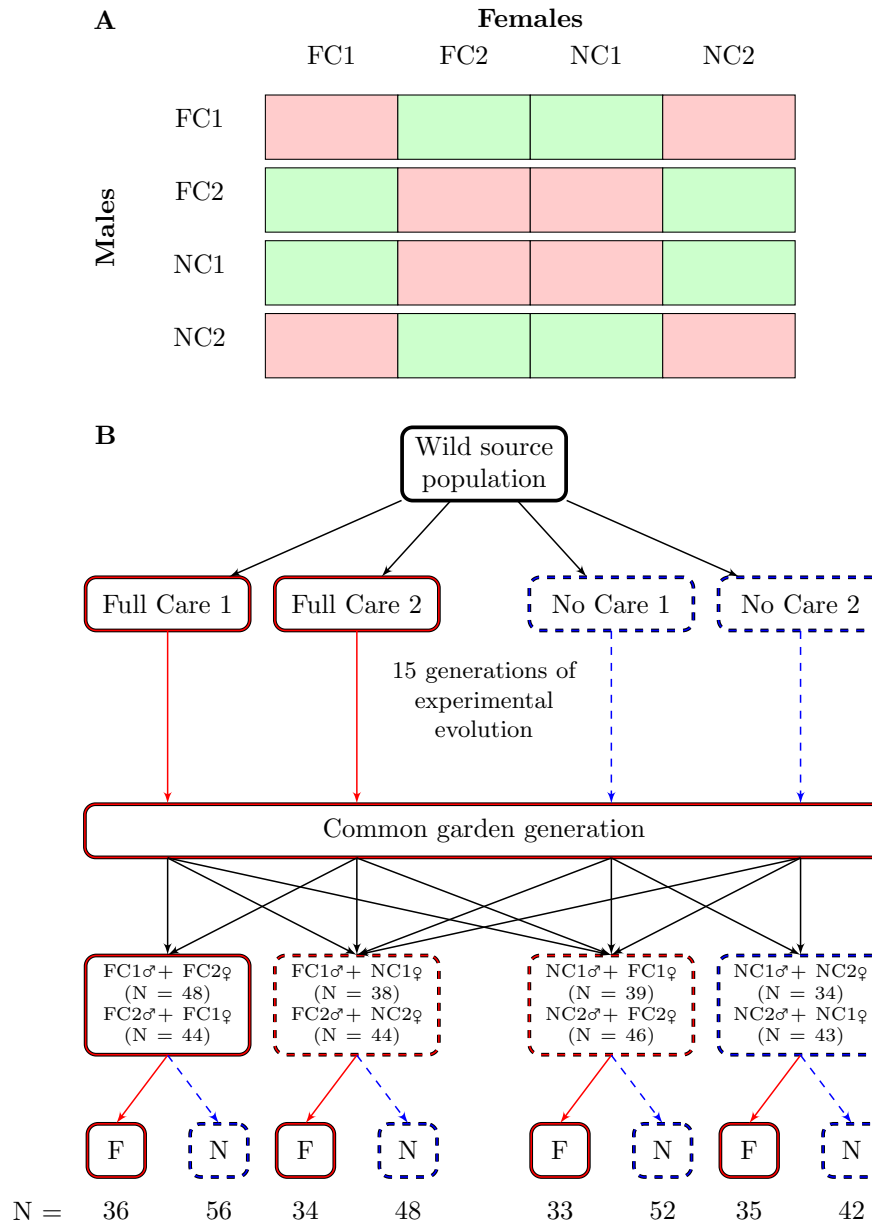 A
Females
FC1 FC2 NC1 NC2
Males
FC1
FC2
NC1
NC2
B
Wild source
population
Full Care 1 Full Care 2 No Care 1 No Care 2
15 generations of
experimental
evolution
Common garden generation
FC1♂+ FC2♀ FC1♂+ NC1♀ NC1♂+ FC1♀ NC1♂+ NC2♀
(N = 48) (N = 38) (N = 39) (N = 34)
FC2♂+ FC1♀ FC2♂+ NC2♀ NC2♂+ FC2♀ NC2♂+ NC1♀
(N = 44) (N = 44) (N = 46) (N = 43)
F N F N F N F N
N = 36 56 34 48 33 52 35 42